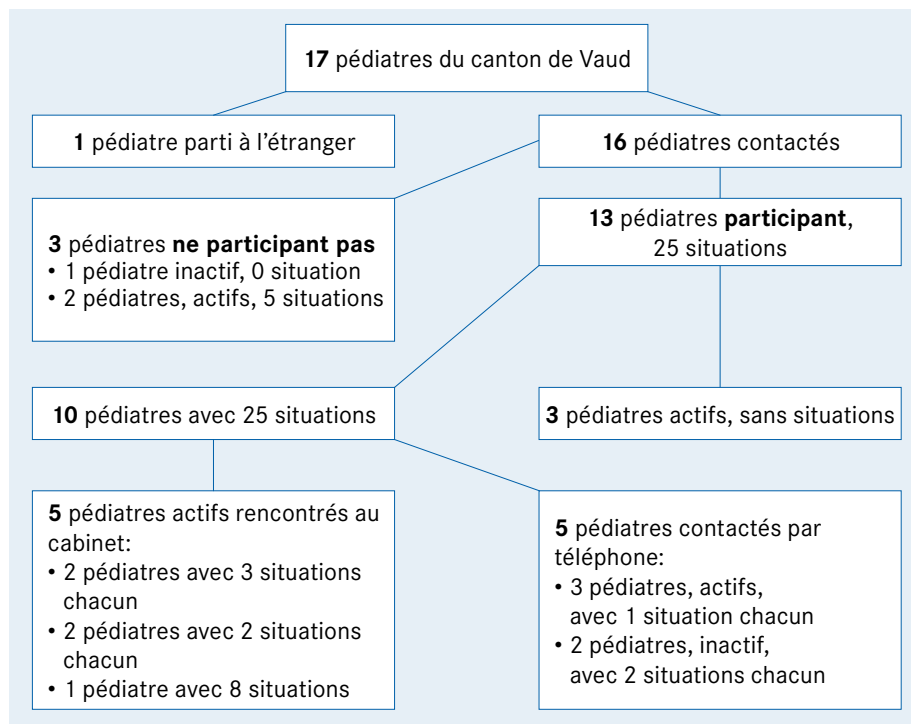 17 pédiatres du canton de Vaud
1 pédiatre parti à l'étranger
16 pédiatres contactés
3 pédiatres ne participant pas
• 1 pédiatre inactif, 0 situation
• 2 pédiatres, actifs, 5 situations
13 pédiatres participant,
25 situations
10 pédiatres avec 25 situations
3 pédiatres actifs, sans situations
5 pédiatres actifs rencontrés au
cabinet:
• 2 pédiatres avec 3 situations
chacun
• 2 pédiatres avec 2 situations
chacun
• 1 pédiatre avec 8 situations
5 pédiatres contactés par
téléphone:
• 3 pédiatres, actifs,
avec 1 situation chacun
• 2 pédiatres, inactif,
avec 2 situations chacun